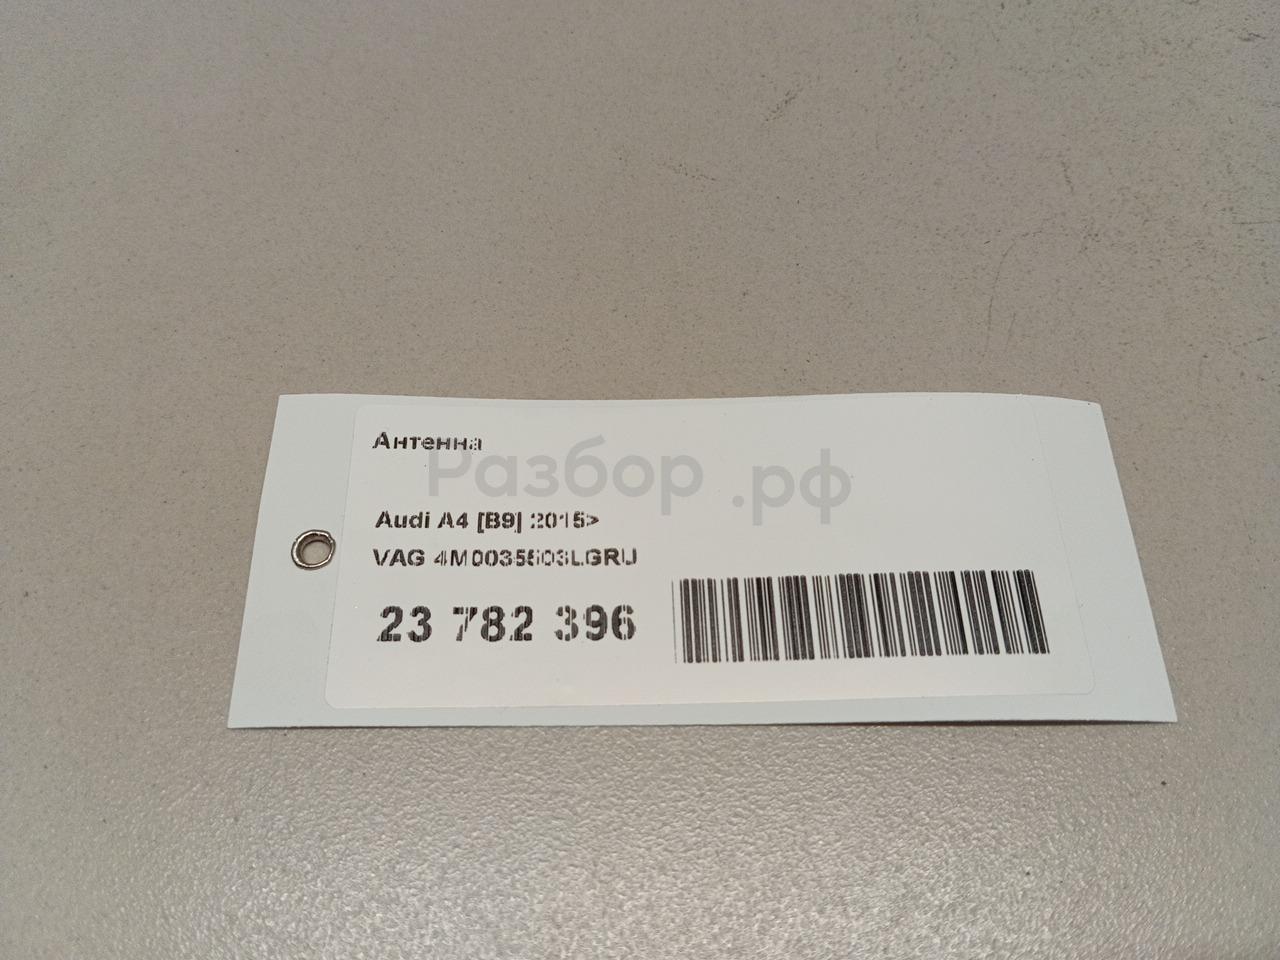 Антенна
Разбор.рф
Audi A4 [B9] 2015>
VAG 4M0035503LGRU
23 782 396